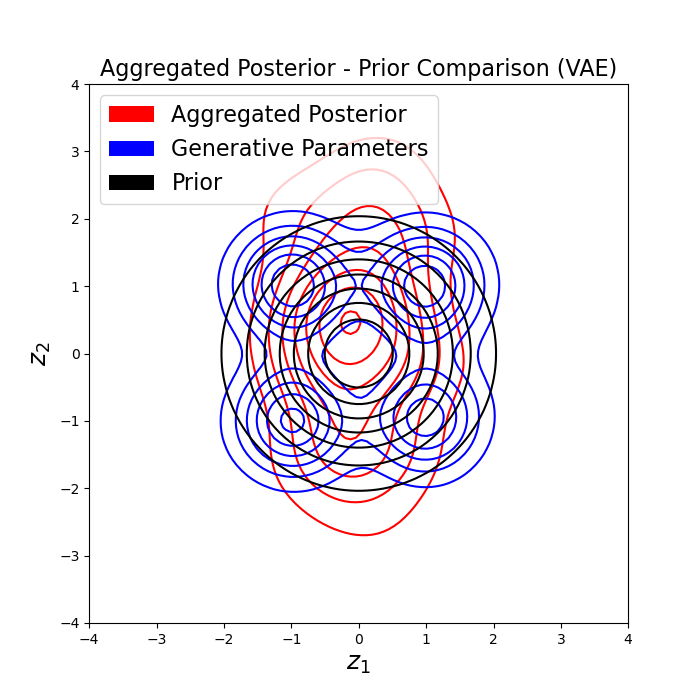 Aggregated Posterior - Prior Comparison (VAE)
Aggregated Posterior
Generative Parameters
Prior
4
3
2
1
0
−1
−2
−3
−4
z2
−4 −3 −2 −1 0 1 2 3 4
z1